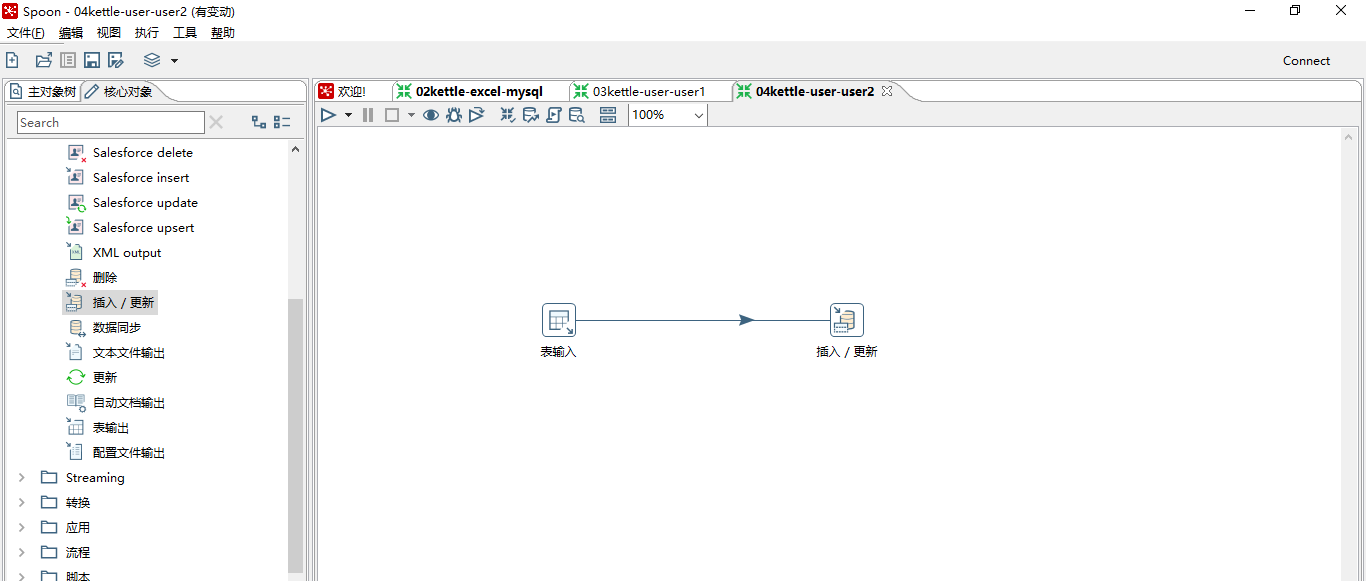 Spoon - 04kettle-user-user2 (有变动)
文件(F) 编辑 视图 执行 工具 帮助
Connect
主对象树 核心对象
欢迎! 02kettle-excel-mysql 03kettle-user-user1 04kettle-user-user2
Search
100%
Salesforce delete
Salesforce insert
Salesforce update
Salesforce upsert
XML output
删除
插入 / 更新
数据同步
文本文件输出
更新
自动文档输出
表输出
配置文件输出
Streaming
转换
应用
流程
脚本
表输入
插入 / 更新